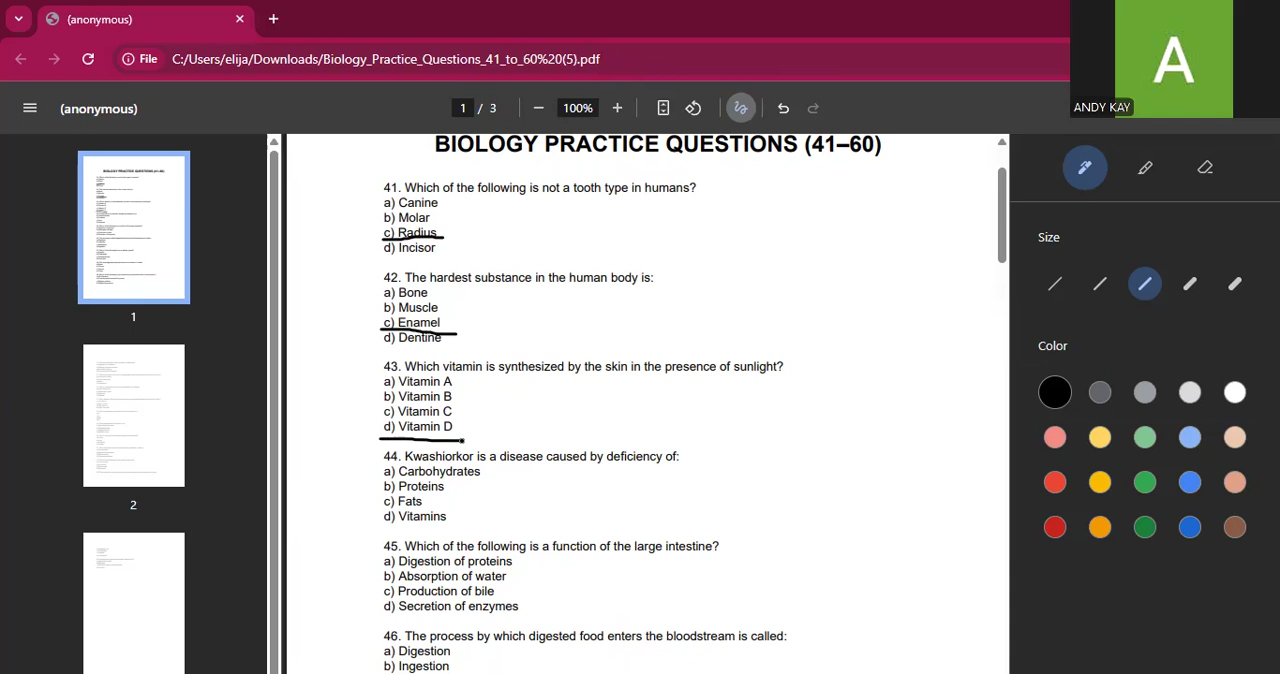 (anonymous)
File
C:/Users/elija/Downloads/Biology_Practice_Questions_41_to_60%20(5).pdf
A
ANDY KAY
(anonymous)
1 / 3
100%
BIOLOGY PRACTICE QUESTIONS (41–60)
41. Which of the following is not a tooth type in humans?
a) Canine
b) Molar
c) Radius
d) Incisor
42. The hardest substance in the human body is:
a) Bone
b) Muscle
c) Enamel
d) Dentine
43. Which vitamin is synthesized by the skin in the presence of sunlight?
a) Vitamin A
b) Vitamin B
c) Vitamin C
d) Vitamin D
44. Kwashiorkor is a disease caused by deficiency of:
a) Carbohydrates
b) Proteins
c) Fats
d) Vitamins
45. Which of the following is a function of the large intestine?
a) Digestion of proteins
b) Absorption of water
c) Production of bile
d) Secretion of enzymes
46. The process by which digested food enters the bloodstream is called:
a) Digestion
b) Ingestion
BIOLOGY PRACTICE QUESTIONS (41–60)
1
2
Size
Color